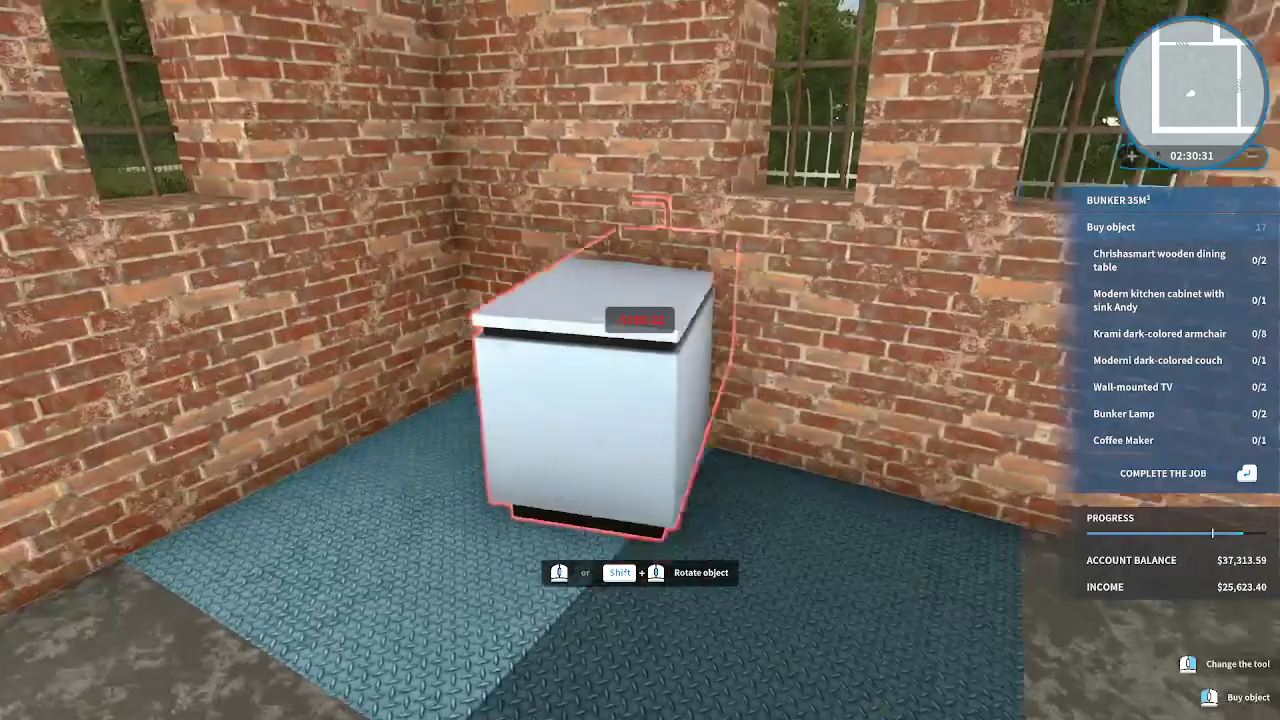 02:30:31
BUNKER 35M²
Buy object 17
Chrishasmart wooden dining
table 0/2
Modern kitchen cabinet with
sink Andy 0/1
Krami dark-colored armchair 0/8
Moderni dark-colored couch 0/1
Wall-mounted TV 0/2
Bunker Lamp 0/2
Coffee Maker 0/1
COMPLETE THE JOB
PROGRESS
ACCOUNT BALANCE $37,313.59
INCOME $25,623.40
or Shift + Rotate object
Change the tool
Buy object